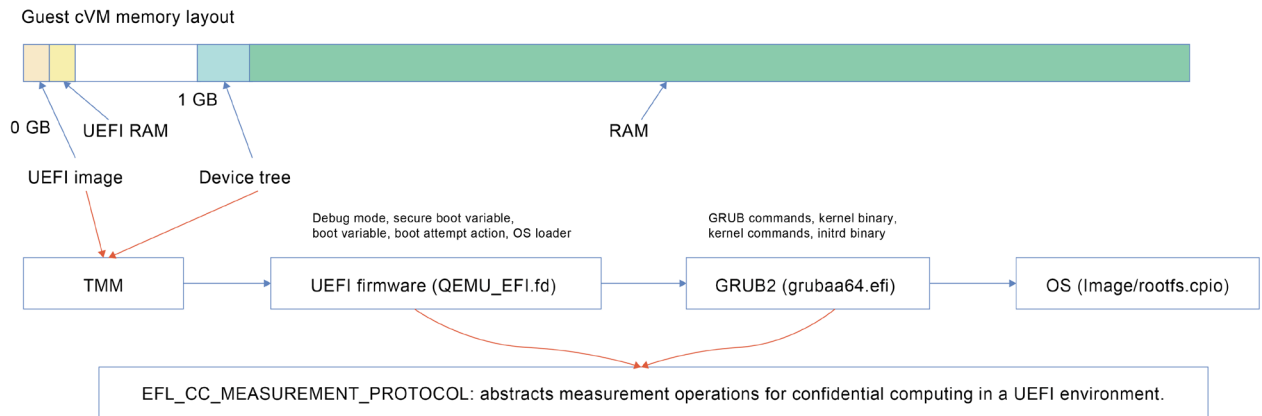 Guest cVM memory layout
1 GB
0 GB
UEFI RAM
RAM
UEFI image
Device tree
Debug mode, secure boot variable,
boot variable, boot attempt action, OS loader
GRUB commands, kernel binary,
kernel commands, initrd binary
TMM
UEFI firmware (QEMU_EFI.fd)
GRUB2 (grubaa64.efi)
OS (Image/rootfs.cpio)
EFL_CC_MEASUREMENT_PROTOCOL: abstracts measurement operations for confidential computing in a UEFI environment.